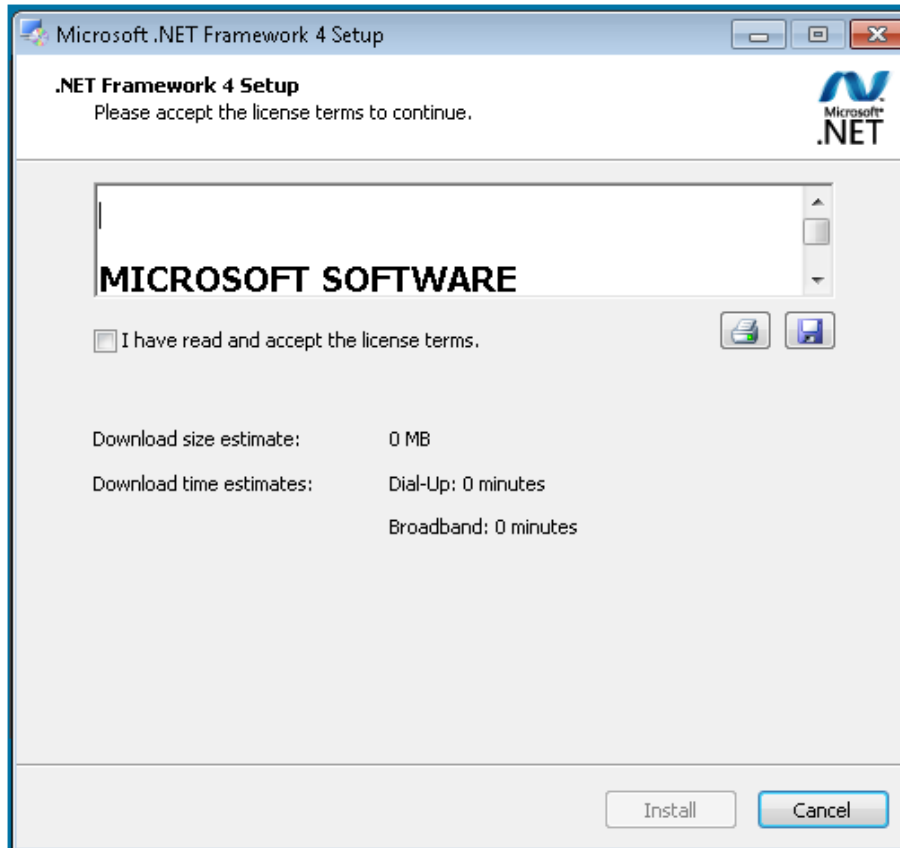 Microsoft .NET Framework 4 Setup
.NET Framework 4 Setup
Please accept the license terms to continue.
Microsoft®
.NET
MICROSOFT SOFTWARE
I have read and accept the license terms.
Download size estimate: 0 MB
Download time estimates: Dial-Up: 0 minutes
Broadband: 0 minutes
Install Cancel